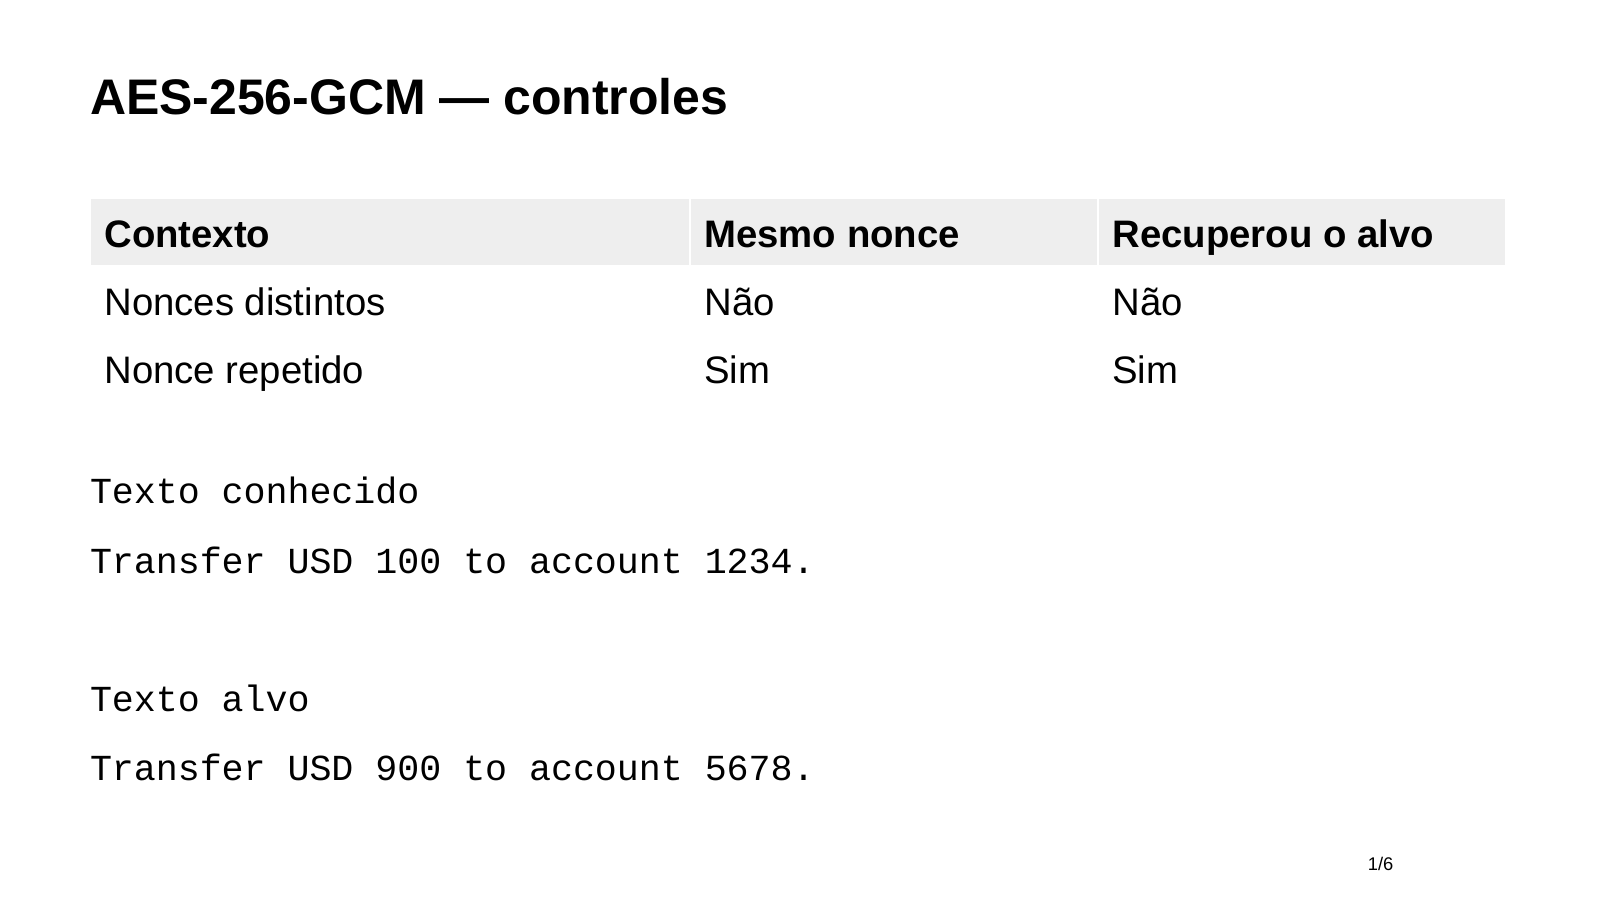 AES-256-GCM — controles
Contexto Mesmo nonce Recuperou o alvo
Nonces distintos Não Não
Nonce repetido Sim Sim
Texto conhecido
Transfer USD 100 to account 1234.
Texto alvo
Transfer USD 900 to account 5678.
1/6